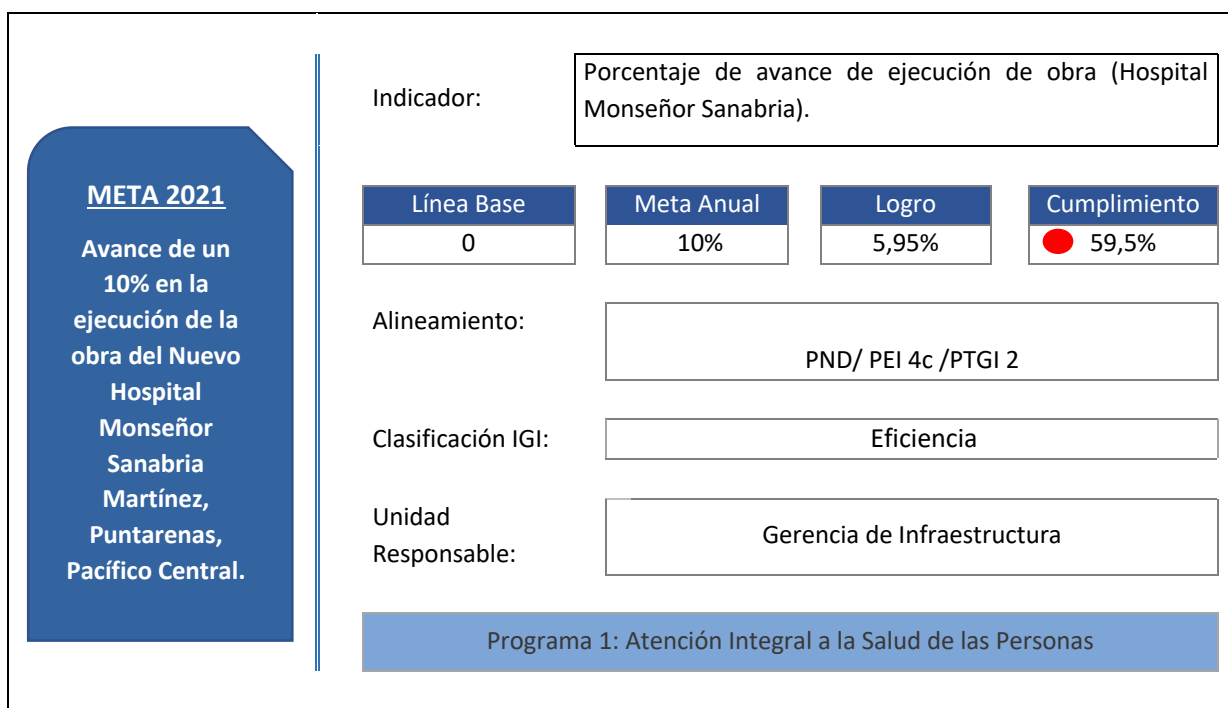 META 2021
Avance de un
10% en la
ejecución de la
obra del Nuevo
Hospital
Monseñor
Sanabria
Martínez,
Puntarenas,
Pacífico Central.
Indicador:
Porcentaje de avance de ejecución de obra (Hospital
Monseñor Sanabria).
Línea Base
Meta Anual
Logro
Cumplimiento
0
10%
5,95%
59,5%
Alineamiento:
PND/ PEI 4c /PTGI 2
Clasificación IGI:
Eficiencia
Unidad
Responsable:
Gerencia de Infraestructura
Programa 1: Atención Integral a la Salud de las Personas